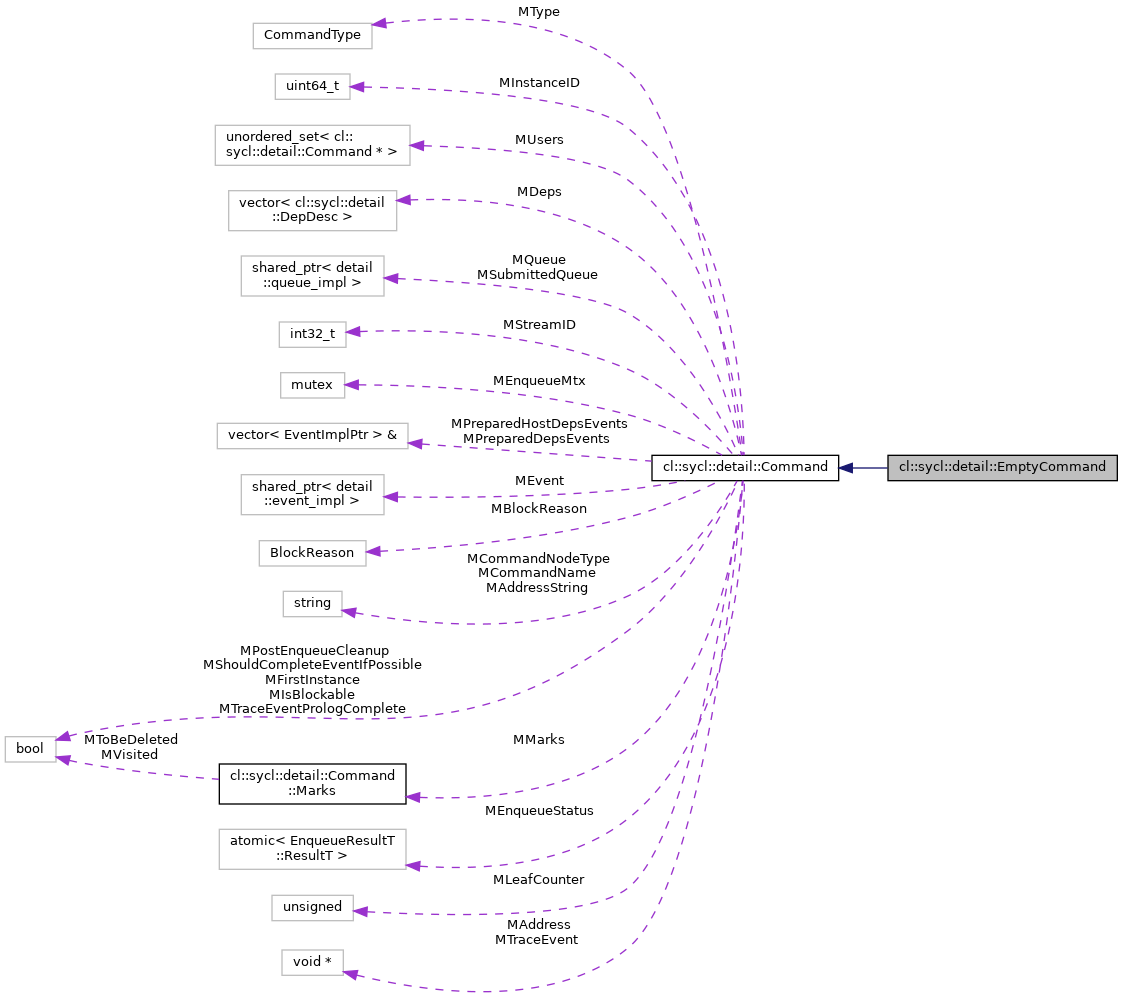 MType
CommandType
MInstanceID
uint64_t
MUsers
unordered_set< cl::
sycl::detail::Command * >
MDeps
vector< cl::sycl::detail
::DepDesc >
MQueue
MSubmittedQueue
shared_ptr< detail
::queue_impl >
MStreamID
int32_t
MEnqueueMtx
mutex
MPreparedHostDepsEvents
MPreparedDepsEvents
vector< EventImplPtr > &
cl::sycl::detail::Command
cl::sycl::detail::EmptyCommand
MEvent
shared_ptr< detail
::event_impl >
MBlockReason
BlockReason
MCommandNodeType
MCommandName
MAddressString
string
MPostEnqueueCleanup
MShouldCompleteEventIfPossible
MFirstInstance
MIsBlockable
MTraceEventPrologComplete
bool
MToBeDeleted
MVisited
MMarks
cl::sycl::detail::Command
::Marks
MEnqueueStatus
atomic< EnqueueResultT
::ResultT >
MLeafCounter
unsigned
MAddress
MTraceEvent
void *